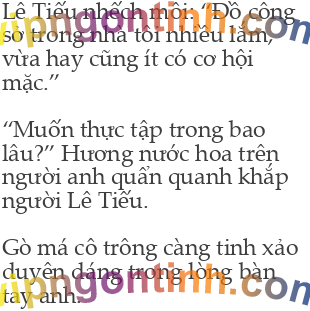 Lê Tiếu nhếch môi: “Đồ công
sở trong nhà tôi nhiều lắm,
vừa hay cũng ít có cơ hội
mặc.”
“Muốn thực tập trong bao
lâu?” Hương nước hoa trên
người anh quẩn quanh khắp
người Lê Tiếu.
Gò má cô trông càng tinh xảo
duyên dáng trong lòng bàn
tay anh.
vipngontinh.com
vipngontinh.com